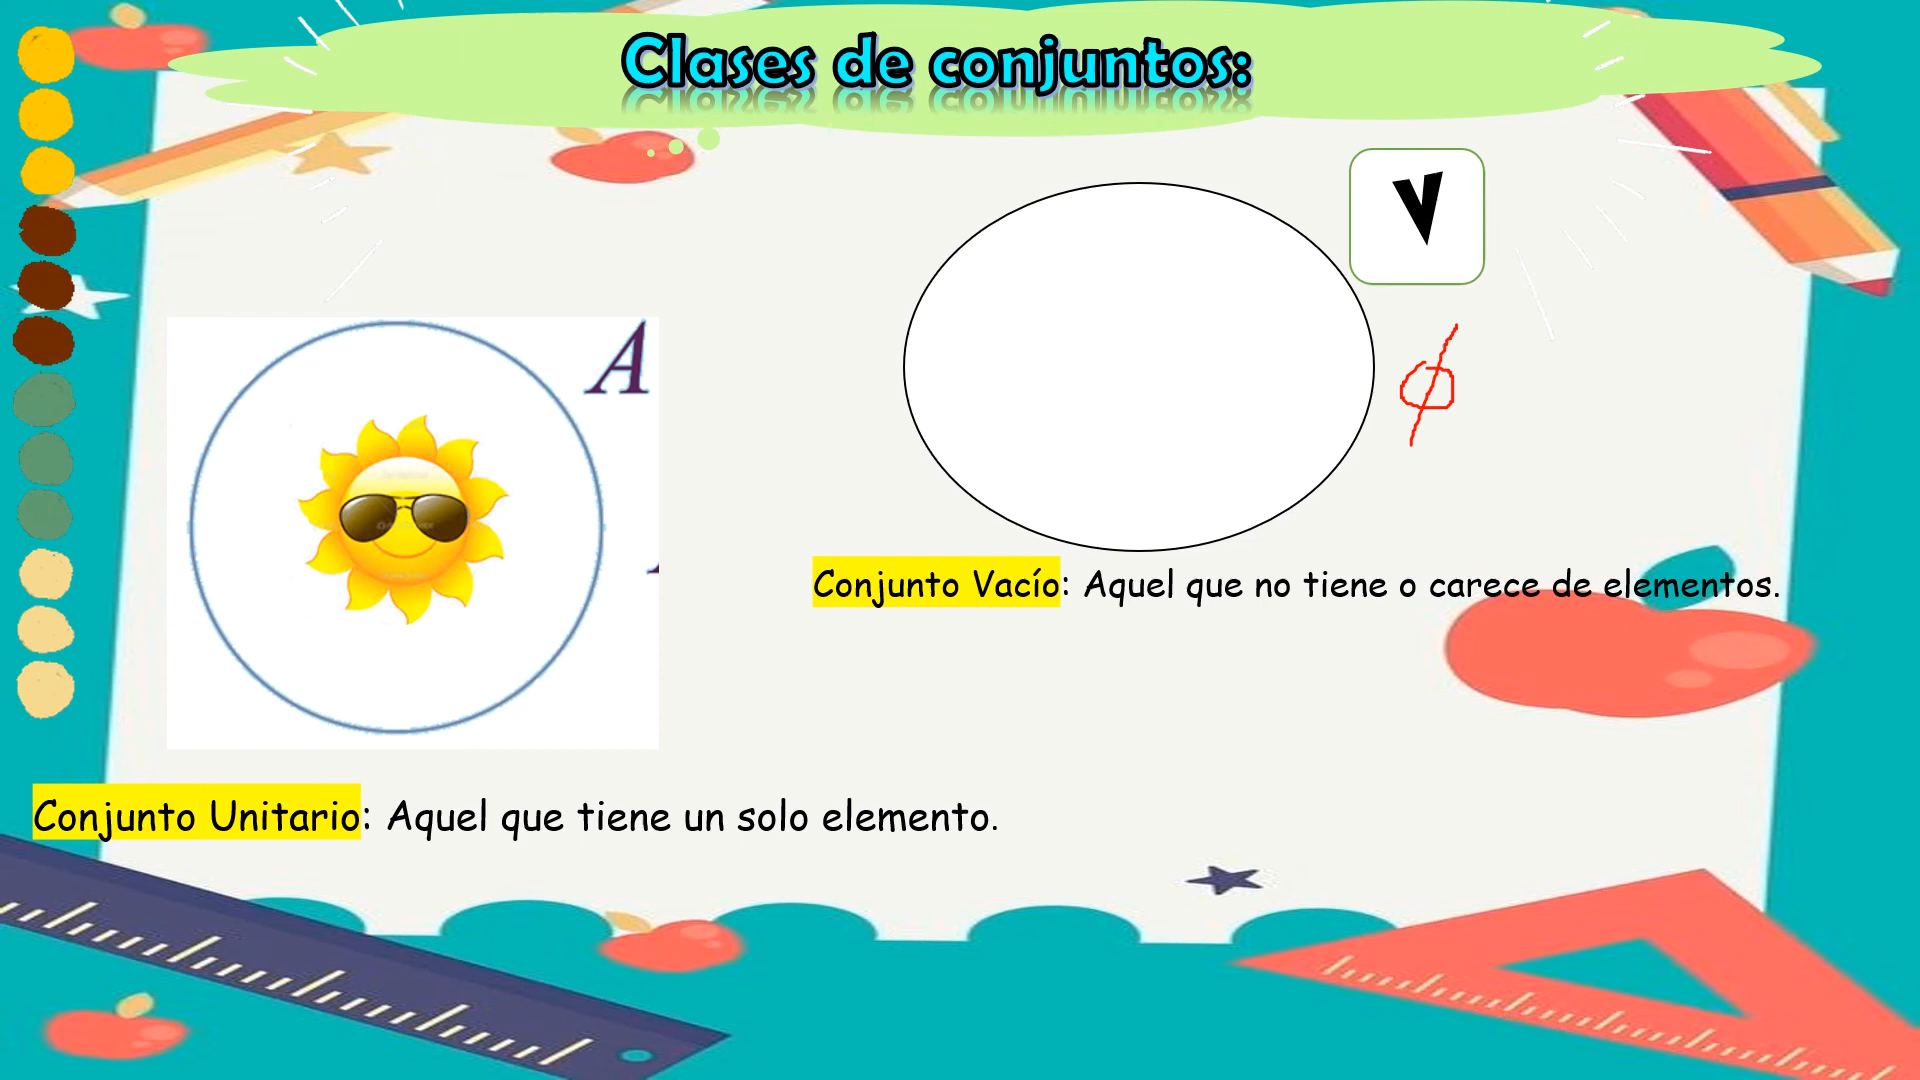 Clases de conjuntos:
V
A
ϕ
Conjunto Vacío: Aquel que no tiene o carece de elementos.
Conjunto Unitario: Aquel que tiene un solo elemento.